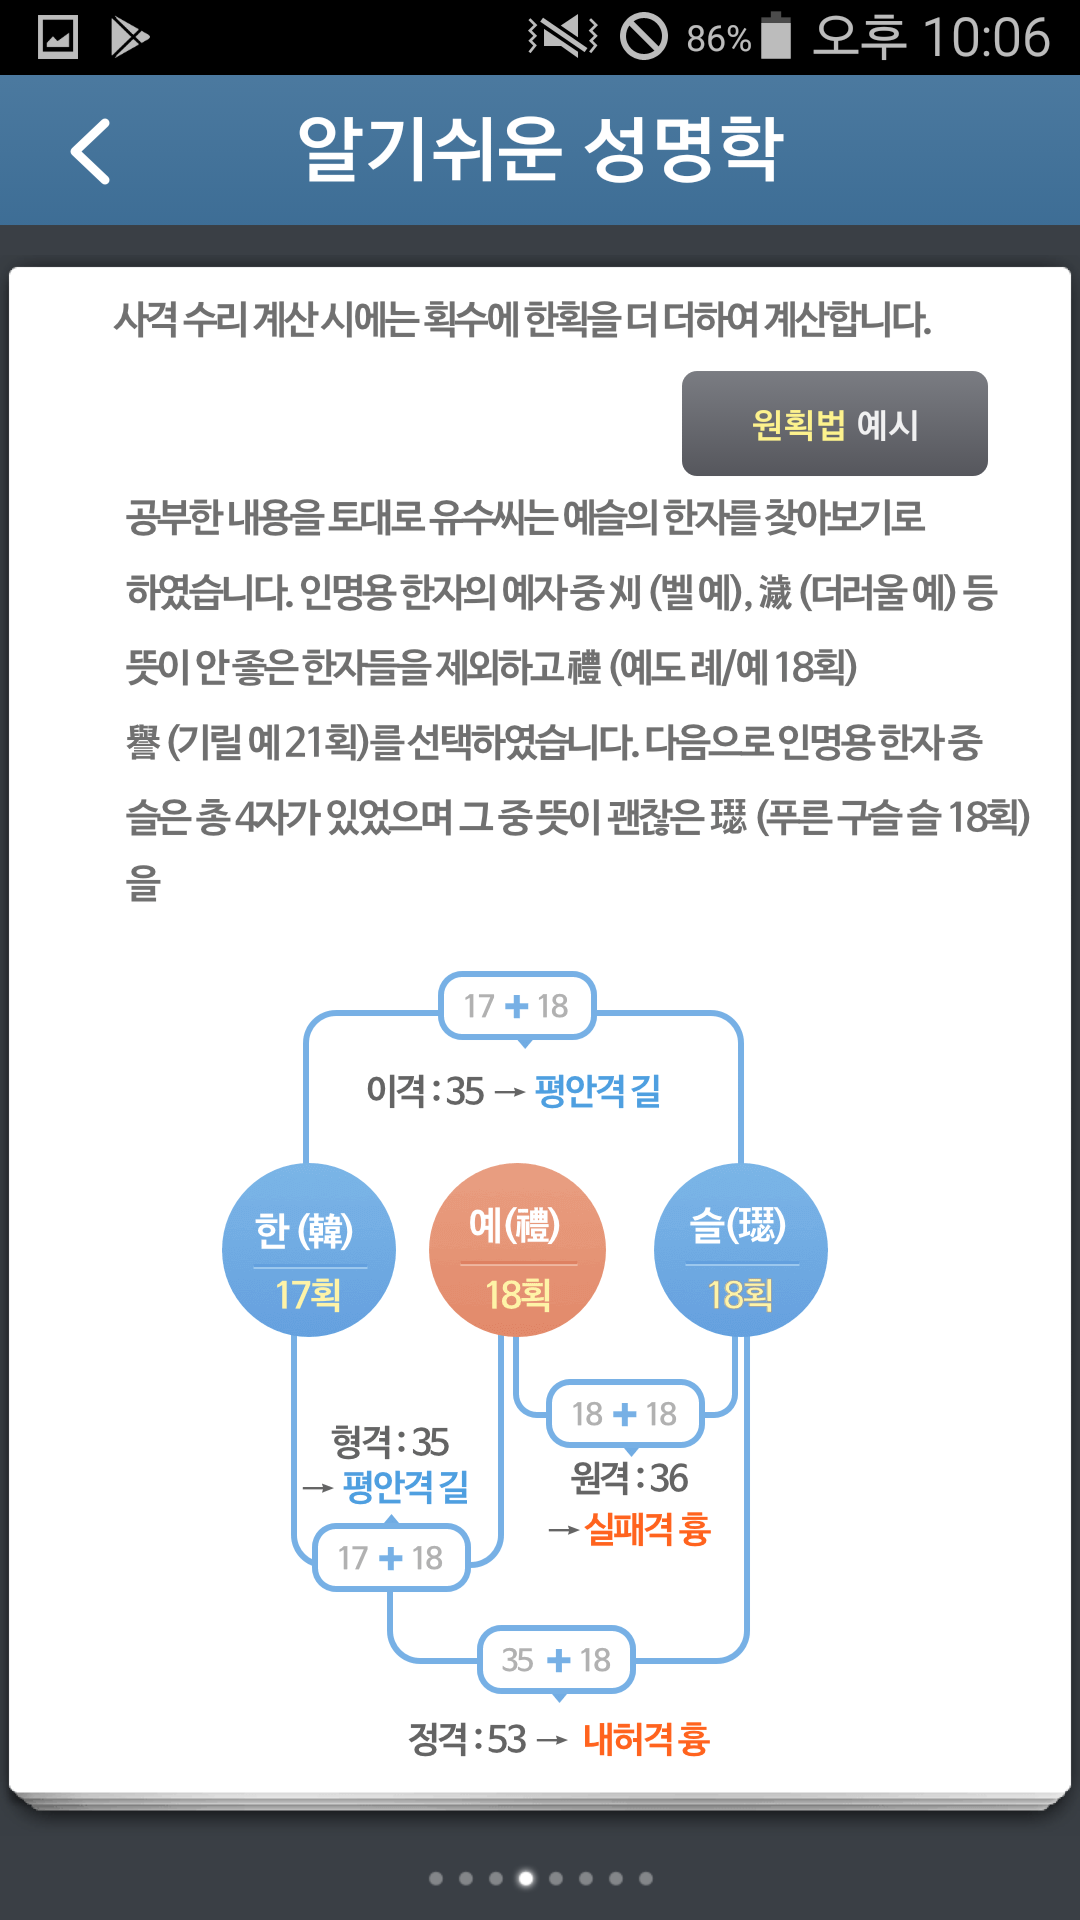 86% 오후 10:06
알기쉬운 성명학
사격 수리 계산 시에는 획수에 한획을 더 더하여 계산합니다.
원획법 예시
공부한 내용을 토대로 유수씨는 예슬의 한자를 찾아보기로
하였습니다. 인명용 한자의 예자 중 刈 (벨 예), 濊 (더러울 예) 등
뜻이 안 좋은 한자들을 제외하고 禮 (예도 례/예 18획)
譽 (기릴 예 21획)를 선택하였습니다. 다음으로 인명용 한자 중
슬은 총 4자가 있었으며 그 중 뜻이 괜찮은 璱 (푸른 구슬 슬 18획)
을
17 + 18
이격 : 35 → 평안격 길
한 (韓)
17획
예(禮)
18획
슬(璱)
18획
18 + 18
형격 : 35
→ 평안격 길
원격 : 36
→ 실패격 흉
17 + 18
35 + 18
정격 : 53 → 내허격 흉